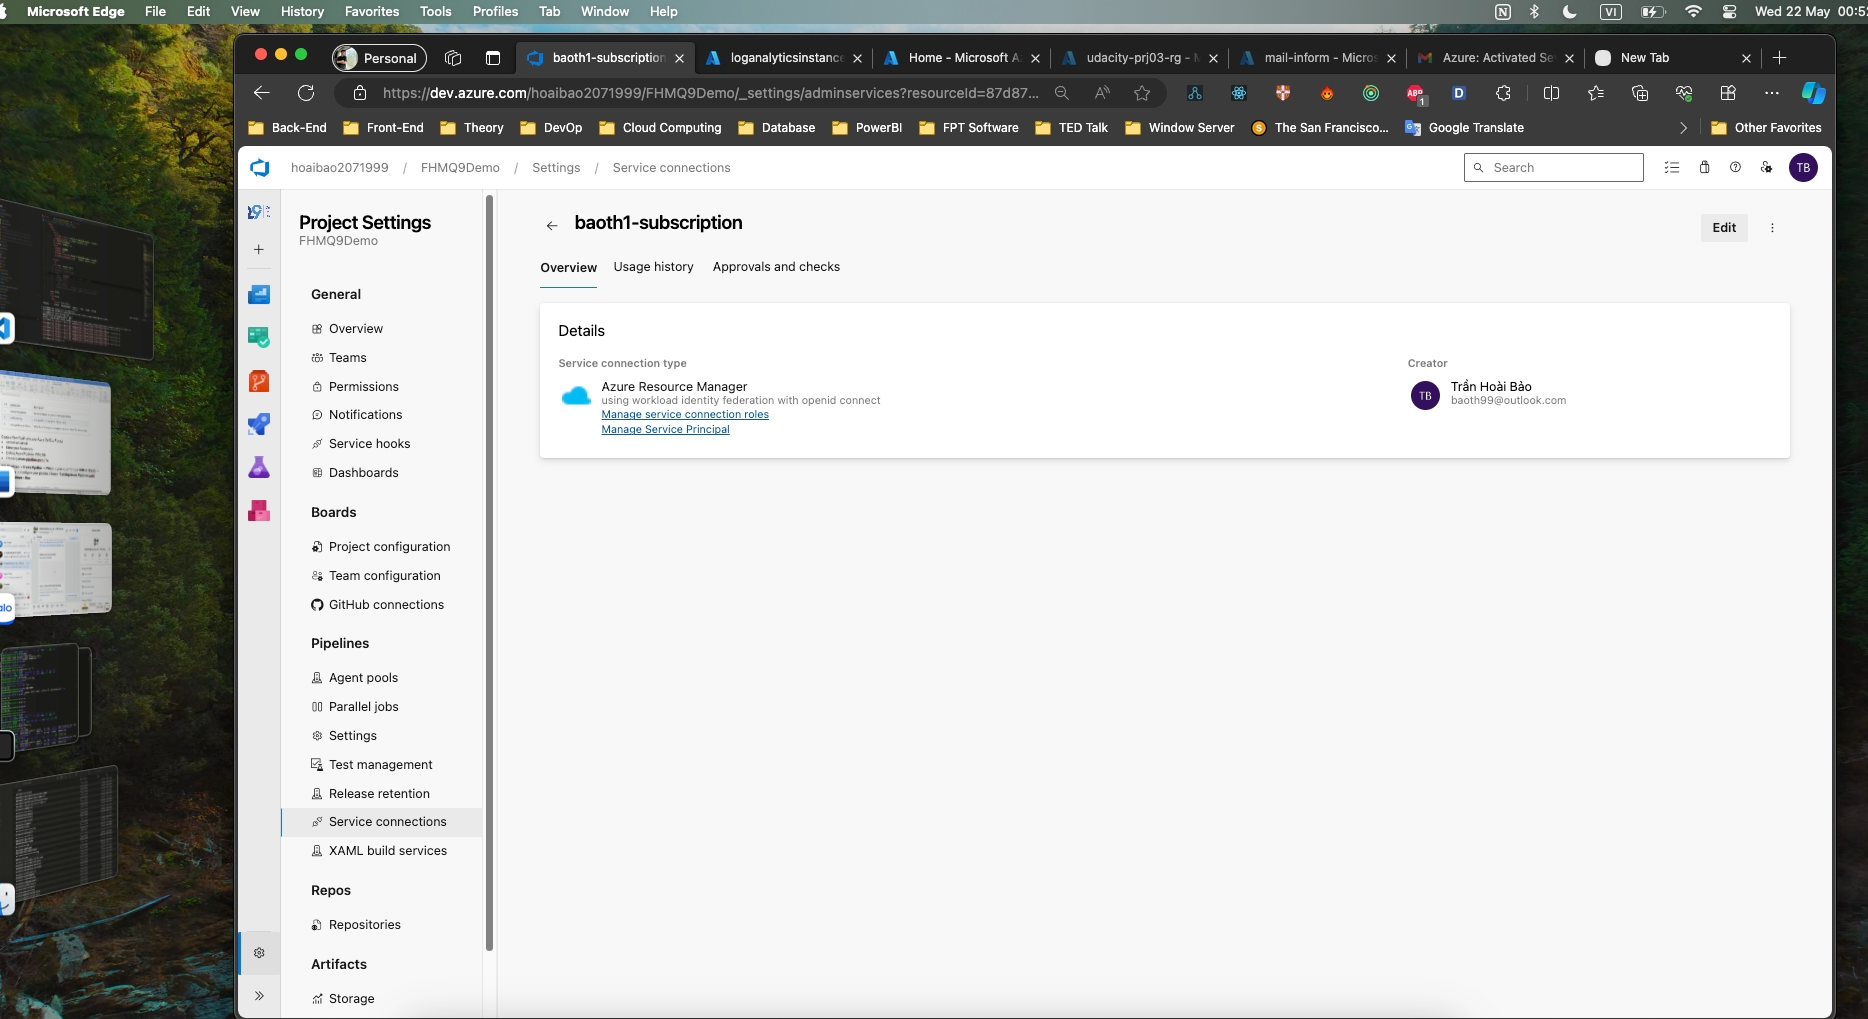 Microsoft Edge File Edit View History Favorites Tools Profiles Tab Window Help VI Wed 22 May 00:5
Personal baoth1-subscription loganalyticsinstance Home - Microsoft A udacity-prj03-rg - M mail-inform - Micros Azure: Activated Se New Tab
https://dev.azure.com/hoaibao2071999/FHMQ9Demo/_settings/adminservices?resourceId=87d87... ABP 1 D
Back-End Front-End Theory DevOp Cloud Computing Database PowerBI FPT Software TED Talk Window Server The San Francisco... Google Translate Other Favorites
hoaibao2071999 / FHMQ9Demo / Settings / Service connections Search TB
Project Settings
FHMQ9Demo
General
Overview
Teams
Permissions
Notifications
Service hooks
Dashboards
Boards
Project configuration
Team configuration
GitHub connections
Pipelines
Agent pools
Parallel jobs
Settings
Test management
Release retention
Service connections
XAML build services
Repos
Repositories
Artifacts
Storage
baoth1-subscription
Edit
Overview Usage history Approvals and checks
Details
Service connection type
Azure Resource Manager
using workload identity federation with openid connect
Manage service connection roles
Manage Service Principal
Creator
TB
Trần Hoài Bảo
baoth99@outlook.com